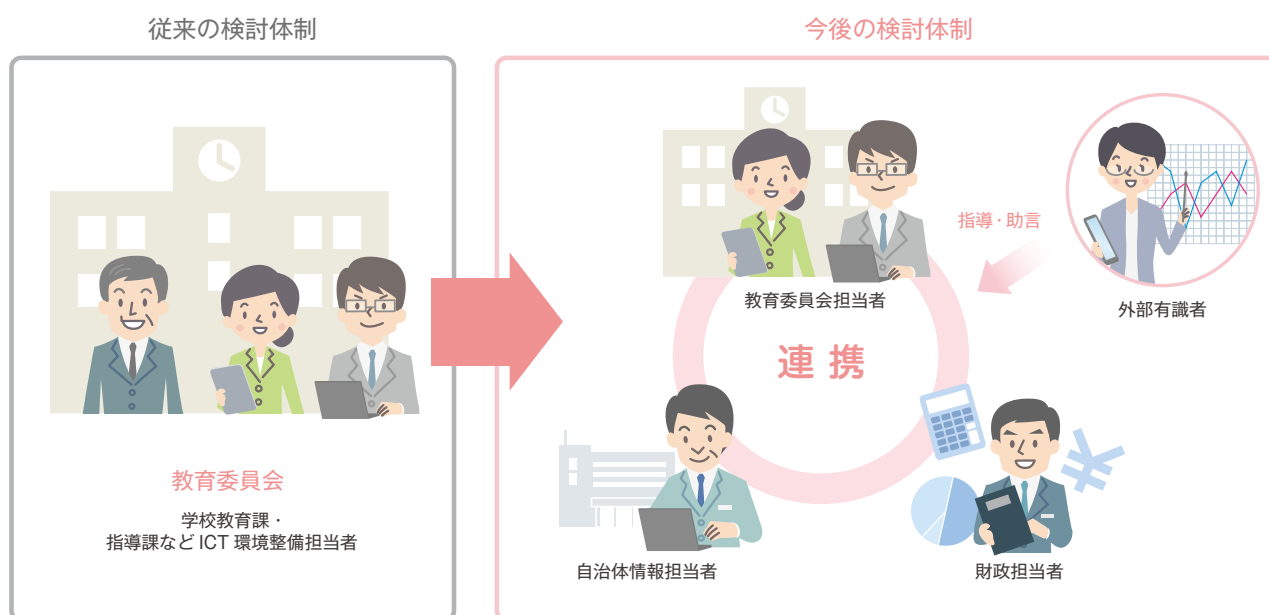 従来の検討体制
教育委員会
学校教育課・
指導課など ICT 環境整備担当者
今後の検討体制
指導・助言
外部有識者
教育委員会担当者
連携
自治体情報担当者
財政担当者
¥